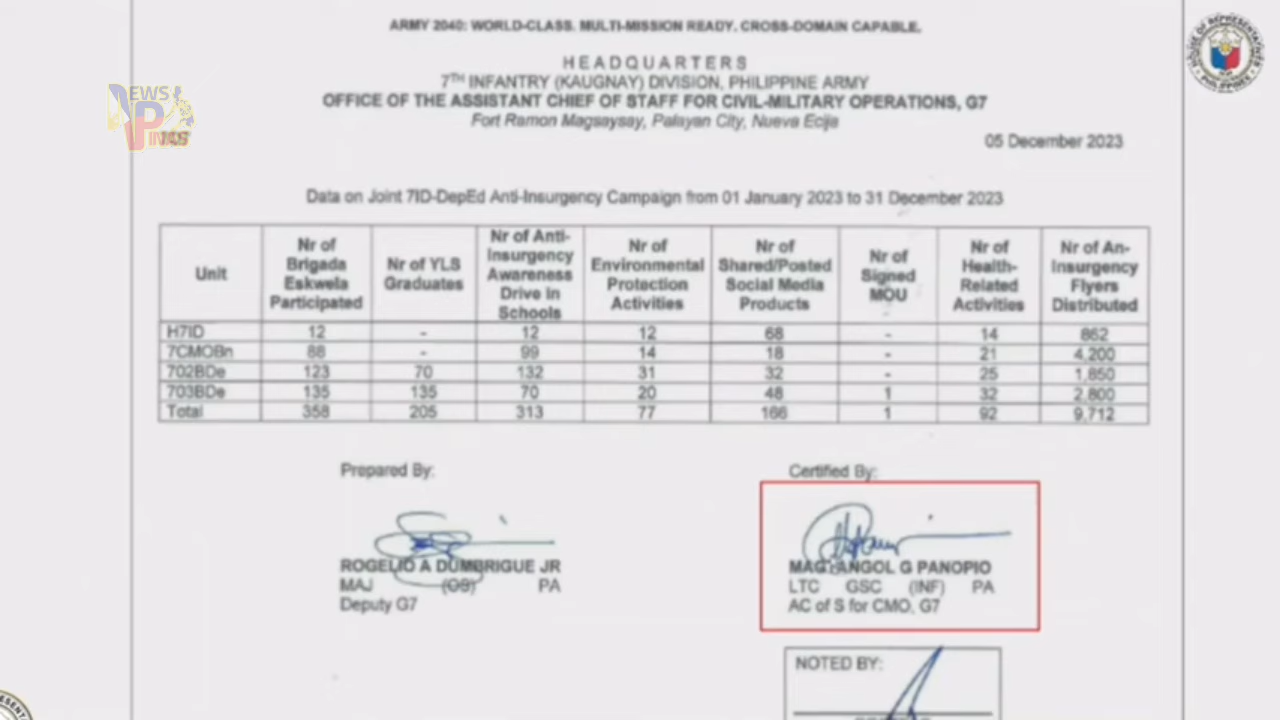 ARMY 2040: WORLD-CLASS. MULTI-MISSION READY. CROSS-DOMAIN CAPABLE.
HEADQUARTERS
7TH INFANTRY (KAUGNAY) DIVISION, PHILIPPINE ARMY
OFFICE OF THE ASSISTANT CHIEF OF STAFF FOR CIVIL-MILITARY OPERATIONS, G7
Fort Ramon Magsaysay, Palayan City, Nueva Ecija
NEWS
PINAS
05 December 2023
Data on Joint 7ID-DepEd Anti-Insurgency Campaign from 01 January 2023 to 31 December 2023
Unit | Nr of Brigada Eskwela Participated | Nr of YLS Graduates | Nr of Anti-Insurgency Awareness Drive in Schools | Nr of Environmental Protection Activities | Nr of Shared/Posted Social Media Products | Nr of Signed MOU | Nr of Health-Related Activities | Nr of An-Insurgency Flyers Distributed
H7ID | 12 | - | 12 | 12 | 68 | - | 14 | 862
7CMOBn | 88 | - | 99 | 14 | 18 | - | 21 | 4,200
702BDe | 123 | 70 | 132 | 31 | 32 | - | 25 | 1,850
703BDe | 135 | 135 | 70 | 20 | 48 | 1 | 32 | 2,800
Total | 358 | 205 | 313 | 77 | 166 | 1 | 92 | 9,712
Prepared By:
ROGELIO A DUMBRIGUE JR
MAJ (OS) PA
Deputy G7
Certified By:
G PANOPIO
LTC GSC (INF) PA
AC of S for CMO, G7
NOTED BY: